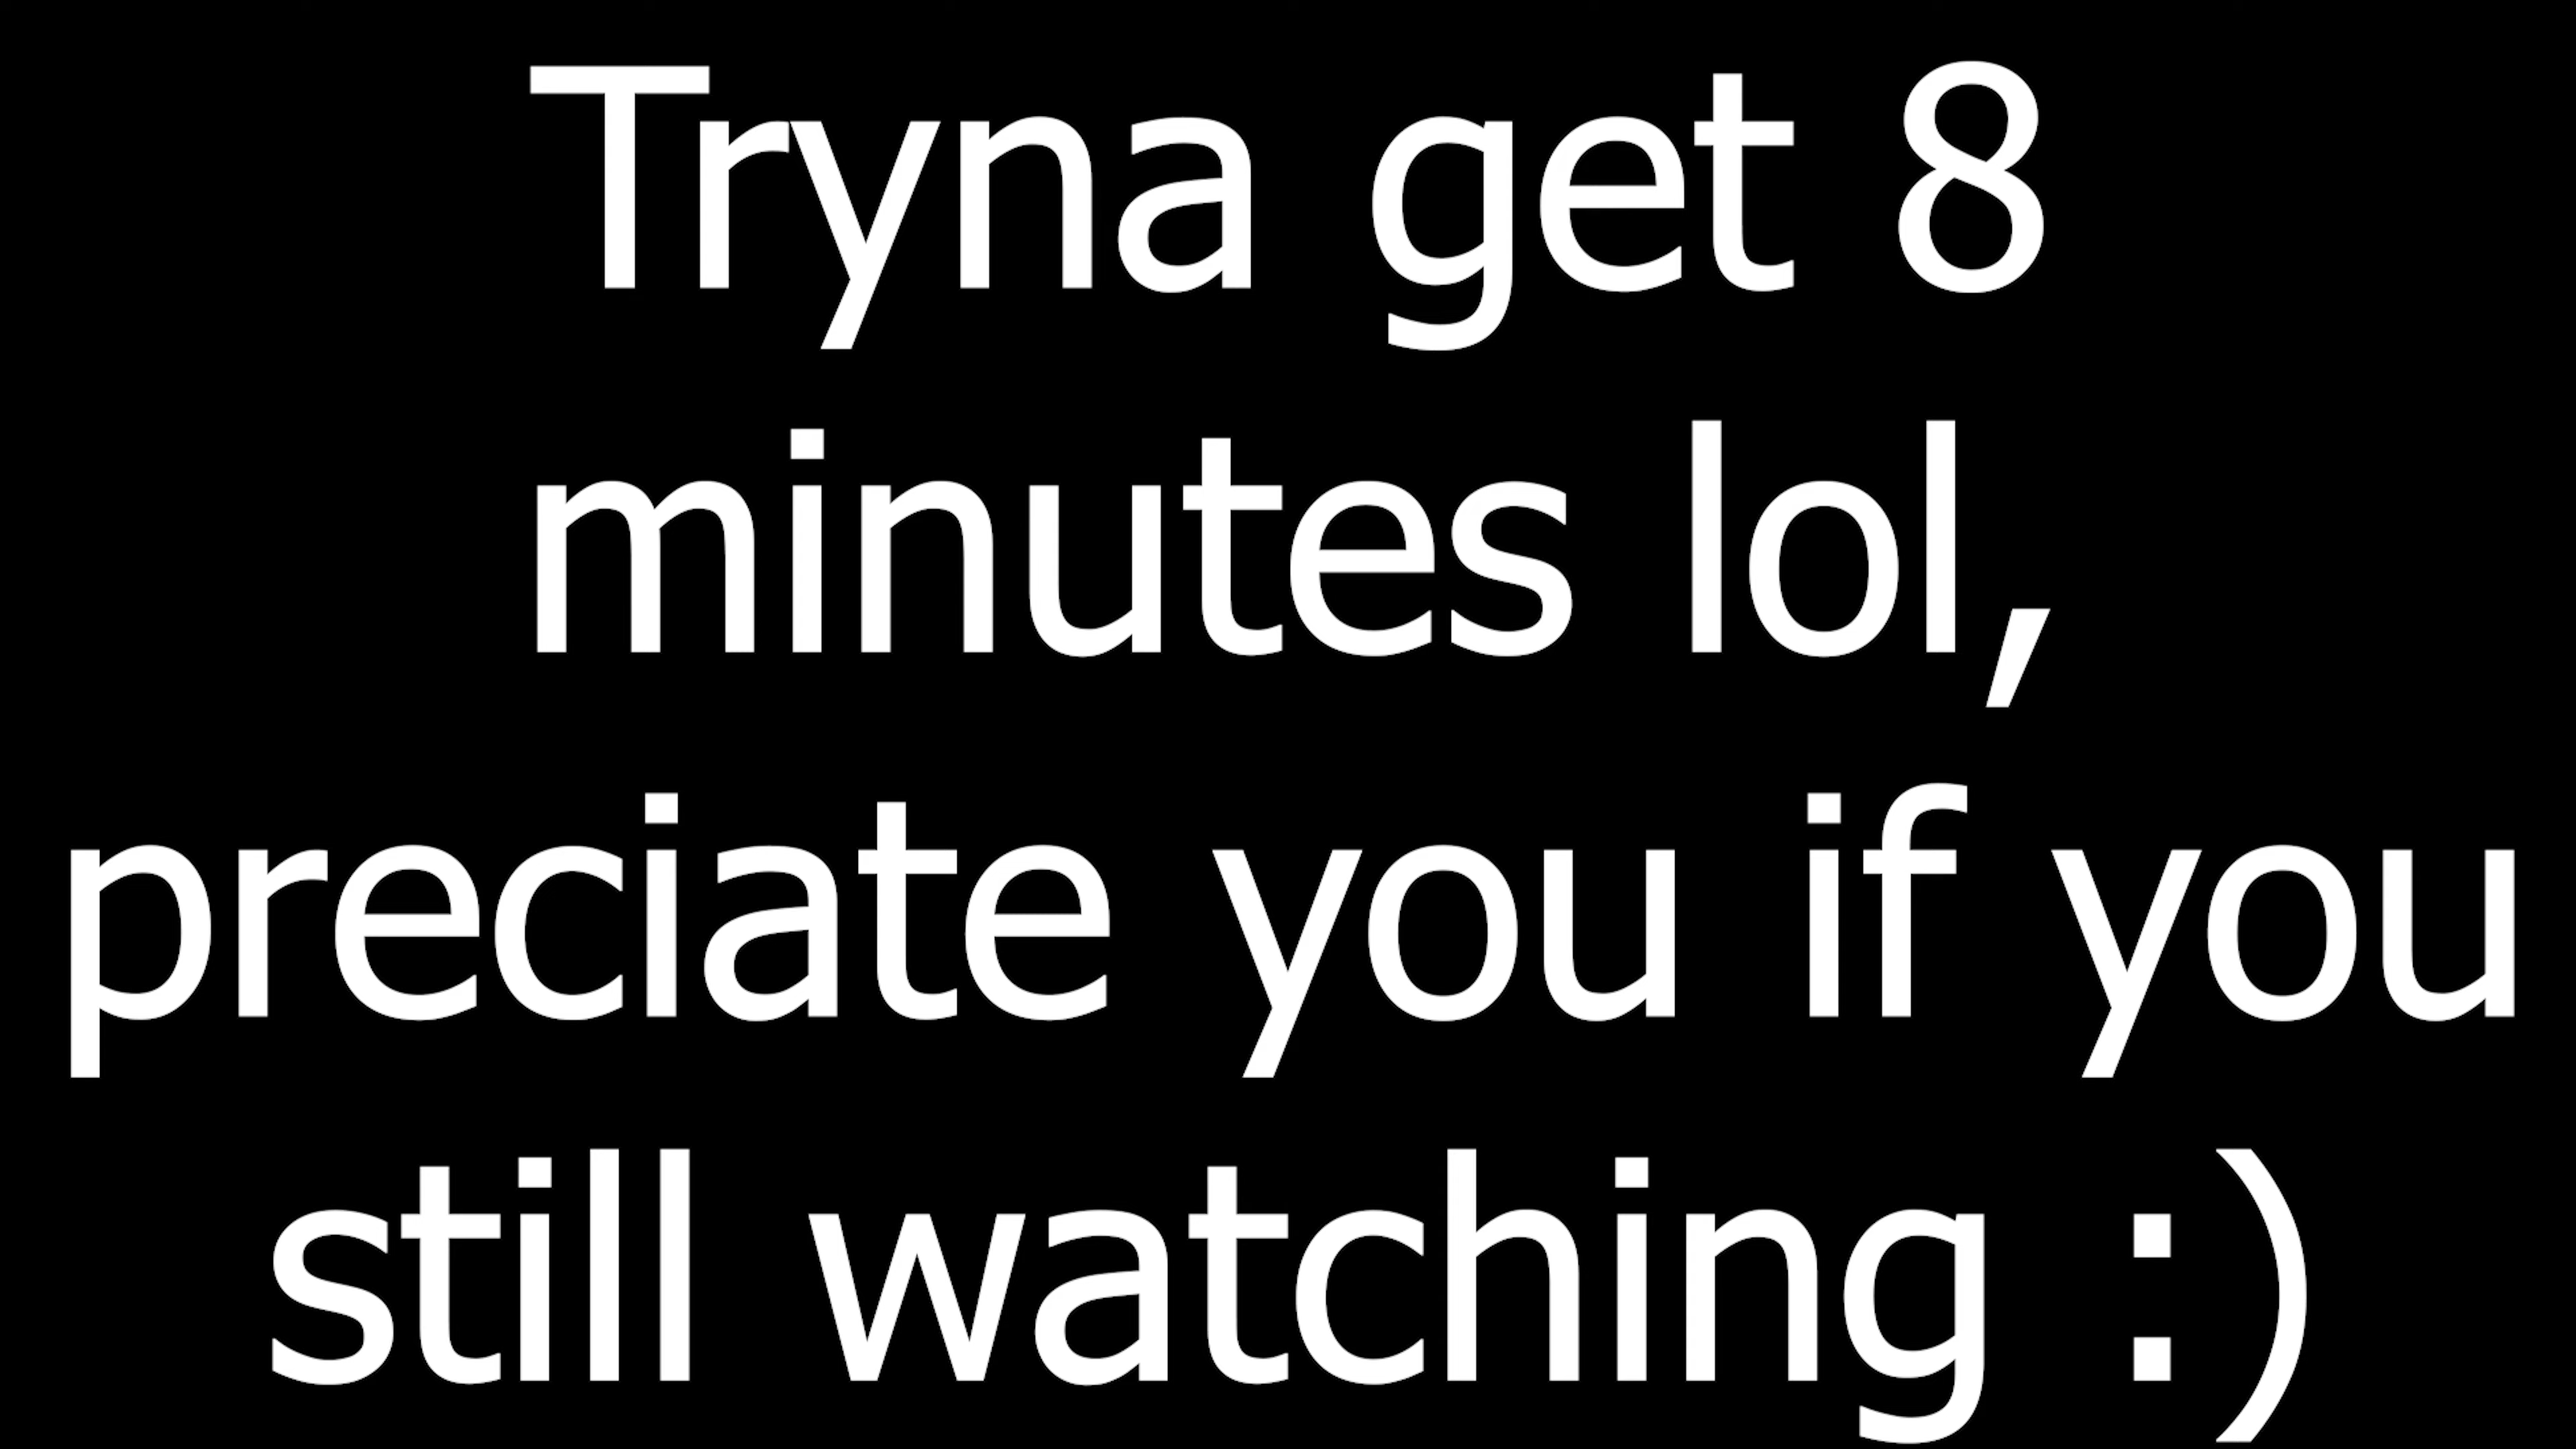 Tryna get 8
minutes lol,
preciate you if you
still watching :)